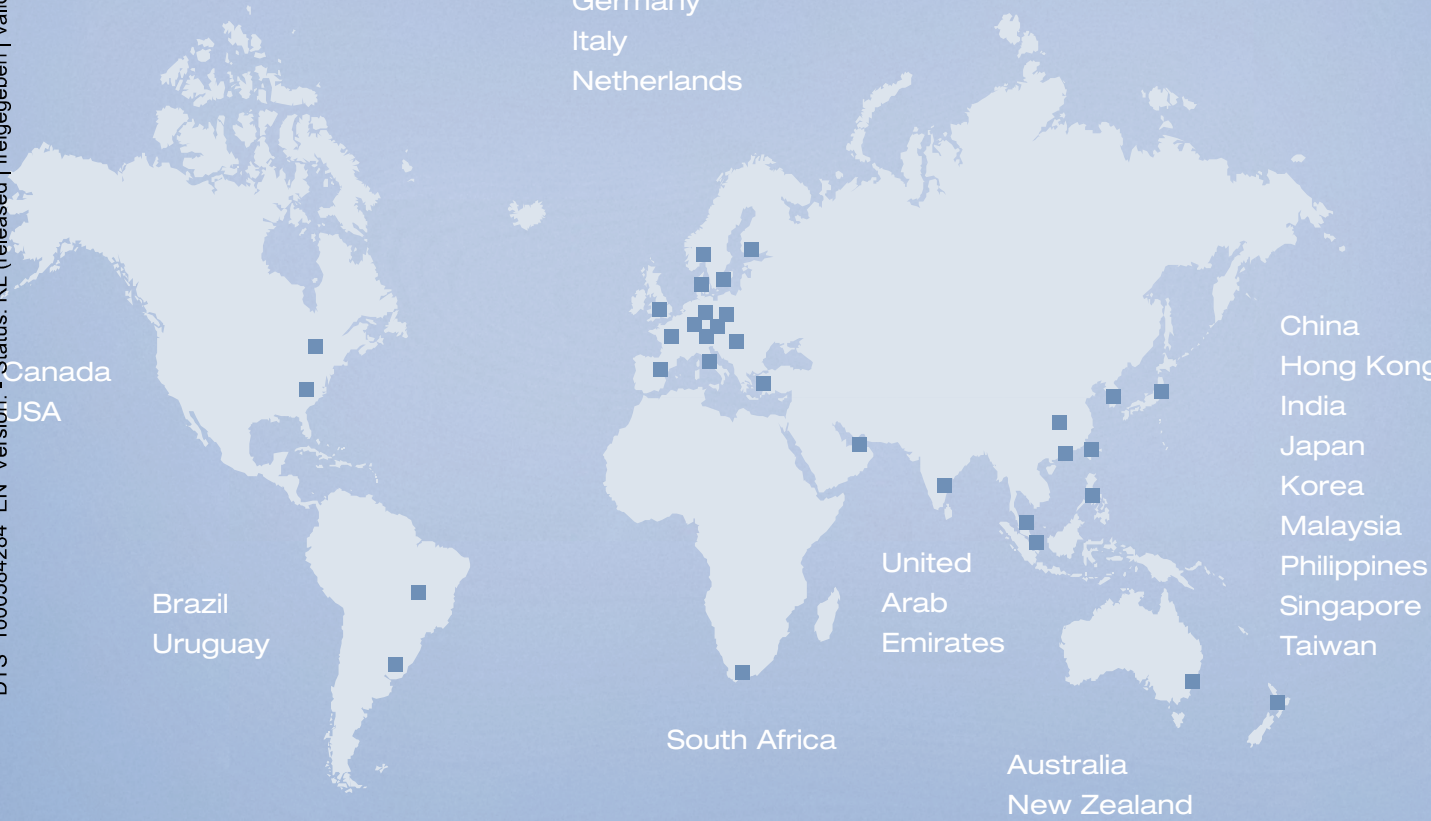 Germany
Italy
Netherlands
Canada
USA
China
Hong Kong
India
Japan
Korea
Malaysia
Philippines
Singapore
Taiwan
Brazil
Uruguay
United
Arab
Emirates
South Africa
Australia
New Zealand